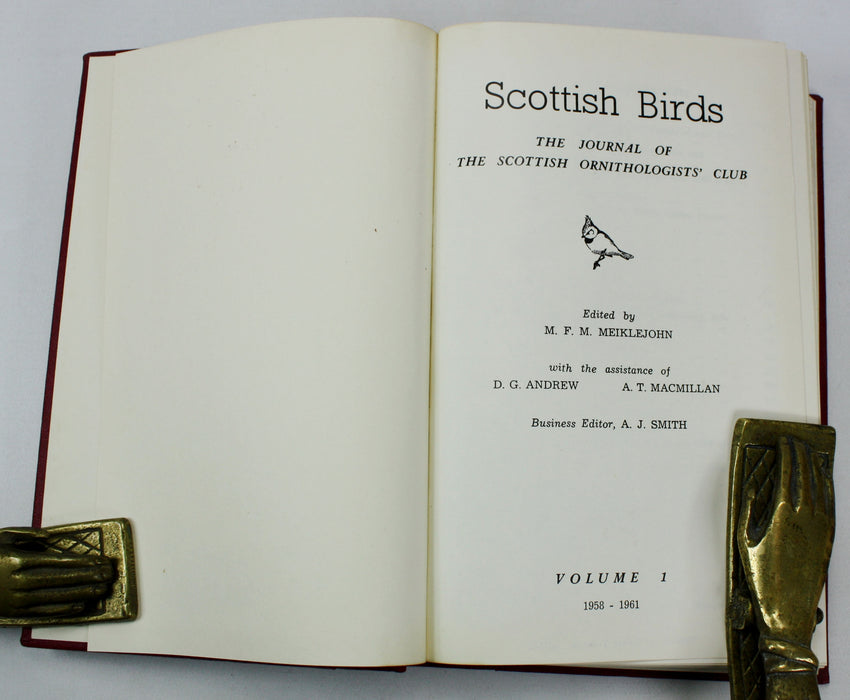 Scottish Birds
THE JOURNAL OF
THE SCOTTISH ORNITHOLOGISTS' CLUB
Edited by
M. F. M. MEIKLEJOHN
with the assistance of
D. G. ANDREW A. T. MACMILLAN
Business Editor, A. J. SMITH
VOLUME 1
1958 - 1961